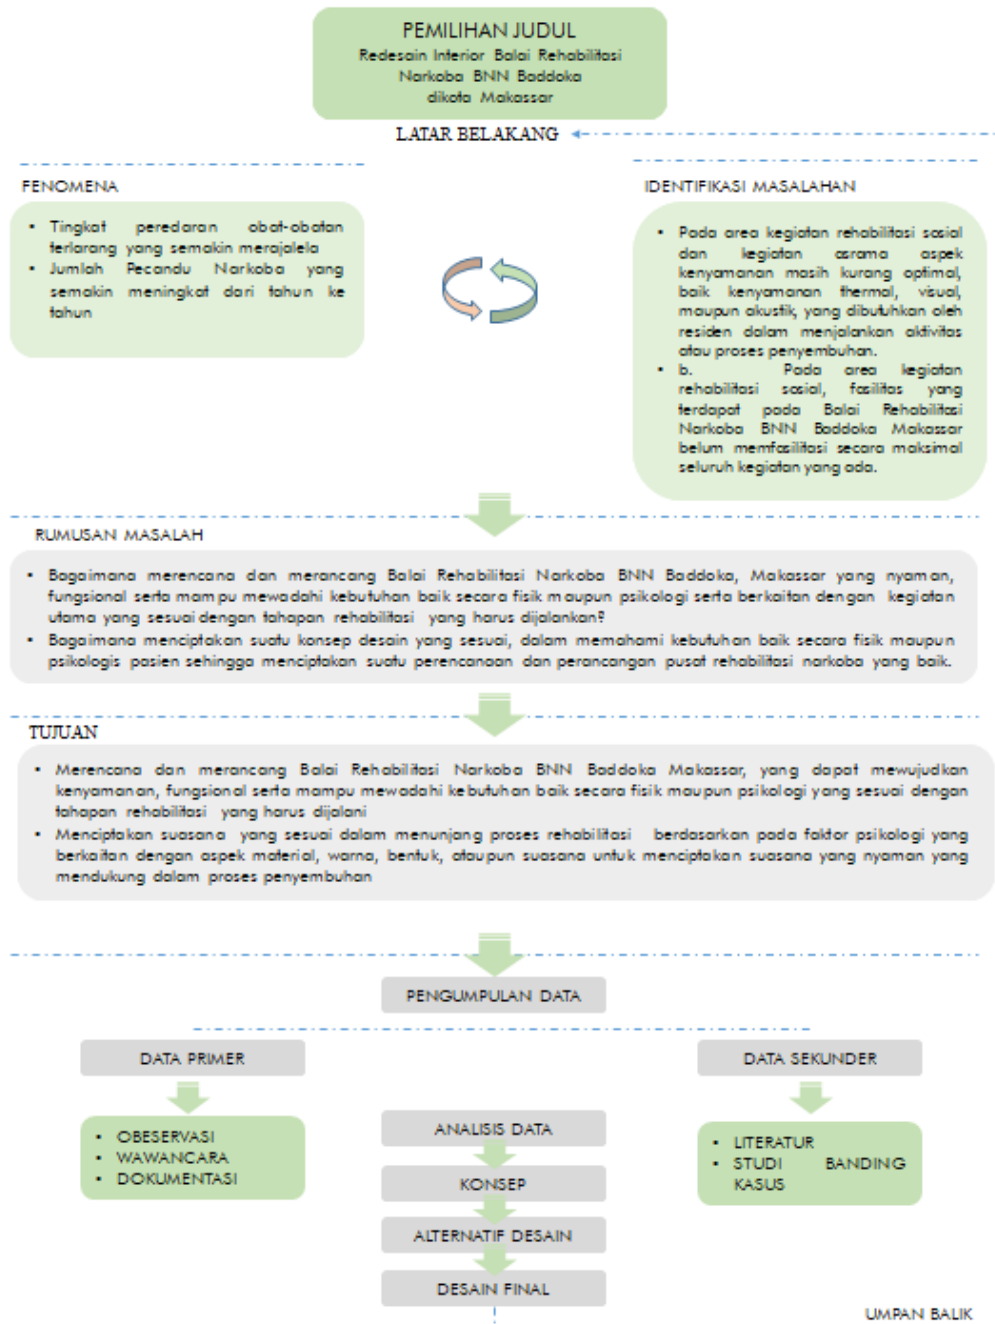 PEMILIHAN JUDUL
Redesain Interior Balai Rehabilitasi
Narkoba BNN Baddoka
dikota Makassar
LATAR BELAKANG
FENOMENA
• Tingkat peredaran obat-obatan
terlarang yang semakin merajalela
• Jumlah Pecandu Narkoba yang
semakin meningkat dari tahun ke
tahun
IDENTIFIKASI MASALAHAN
• Pada area kegiatan rehabilitasi sosial
dan kegiatan asrama aspek
kenyamanan masih kurang optimal,
baik kenyamanan thermal, visual,
maupun akustik, yang dibutuhkan oleh
residen dalam menjalankan aktivitas
atau proses penyembuhan.
• b. Pada area kegiatan
rehabilitasi sosial, fasilitas yang
terdapat pada Balai Rehabilitasi
Narkoba BNN Baddoka Makassar
belum memfasilitasi secara maksimal
seluruh kegiatan yang ada.
RUMUSAN MASALAH
• Bagaimana merencana dan merancang Balai Rehabilitasi Narkoba BNN Baddoka, Makassar yang nyaman,
fungsional serta mampu mewadahi kebutuhan baik secara fisik maupun psikologi serta berkaitan dengan kegiatan
utama yang sesuai dengan tahapan rehabilitasi yang harus dijalankan?
• Bagaimana menciptakan suatu konsep desain yang sesuai, dalam memahami kebutuhan baik secara fisik maupun
psikologis pasien sehingga menciptakan suatu perencanaan dan perancangan pusat rehabilitasi narkoba yang baik.
TUJUAN
• Merencana dan merancang Balai Rehabilitasi Narkoba BNN Baddoka Makassar, yang dapat mewujudkan
kenyamanan, fungsional serta mampu mewadahi kebutuhan baik secara fisik maupun psikologi yang sesuai dengan
tahapan rehabilitasi yang harus dijalani
• Menciptakan suasana yang sesuai dalam menunjang proses rehabilitasi berdasarkan pada faktor psikologi yang
berkaitan dengan aspek material, warna, bentuk, ataupun suasana untuk menciptakan suasana yang nyaman yang
mendukung dalam proses penyembuhan
PENGUMPULAN DATA
DATA PRIMER
• OBESERVASI
• WAWANCARA
• DOKUMENTASI
DATA SEKUNDER
• LITERATUR
• STUDI BANDING
KASUS
ANALISIS DATA
KONSEP
ALTERNATIF DESAIN
DESAIN FINAL
UMPAN BALIK